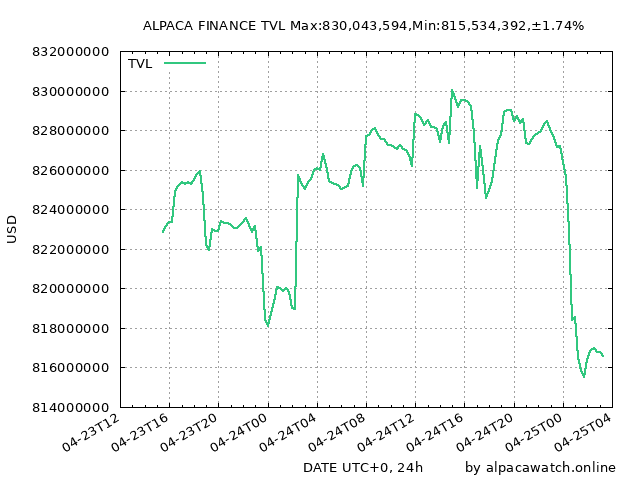 ALPACA FINANCE TVL Max:830,043,594,Min:815,534,392,±1.74%
832000000
830000000
828000000
826000000
824000000
822000000
820000000
818000000
816000000
814000000
USD
TVL
04-23T12
04-23T16
04-23T20
04-24T00
04-24T04
04-24T08
04-24T12
04-24T16
04-24T20
04-25T00
04-25T04
DATE UTC+0, 24h
by alpacawatch.online